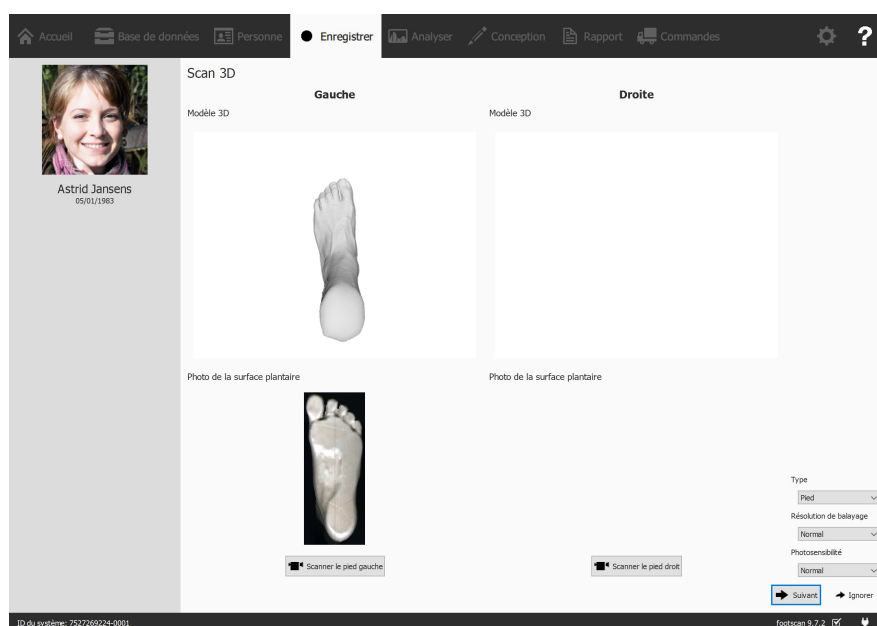 Accueil
Base de données
Personne
Enregistrer
Analyser
Conception
Rapport
Commandes
?
Astrid Jansens
05/01/1983
Scan 3D
Gauche
Droite
Modèle 3D
Modèle 3D
Photo de la surface plantaire
Photo de la surface plantaire
Scanner le pied gauche
Scanner le pied droit
Type
Pied
Résolution de balayage
Normal
Photosensibilité
Normal
Suivant
Ignorer
ID du système: 7527269224-0001
footscan 9.7.2